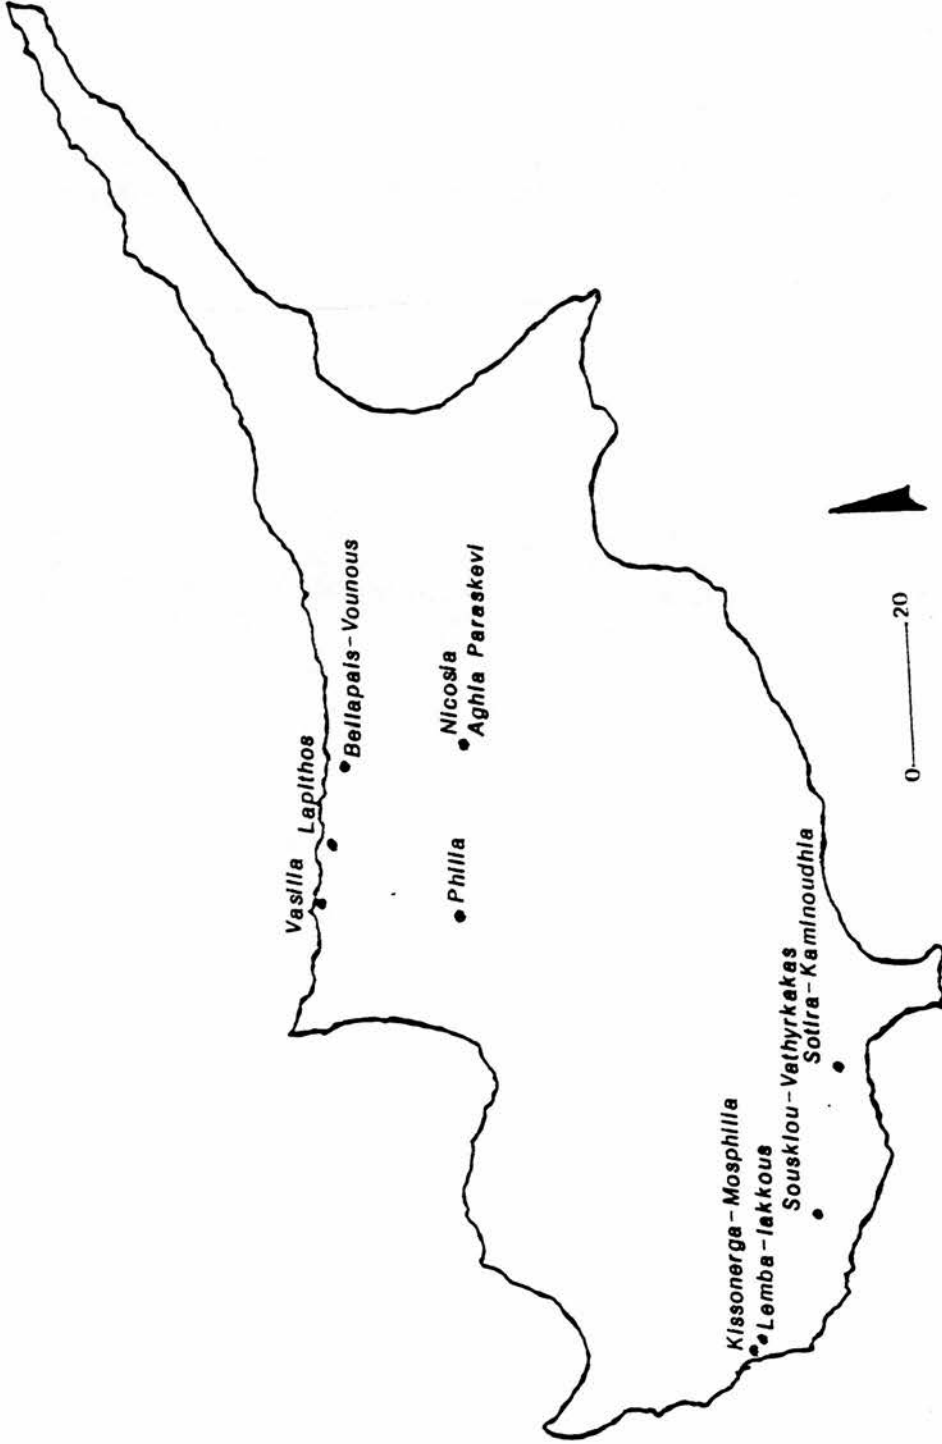 Vasilia
Lapithos
Bellapais-Vounous
Nicosia
Aghia Paraskevi
Philia
Kissonerga-Mosphilia
Lemba-lakkous
Souskiou-Vathyrkakas
Sotira-Kaminoudhia
0 20